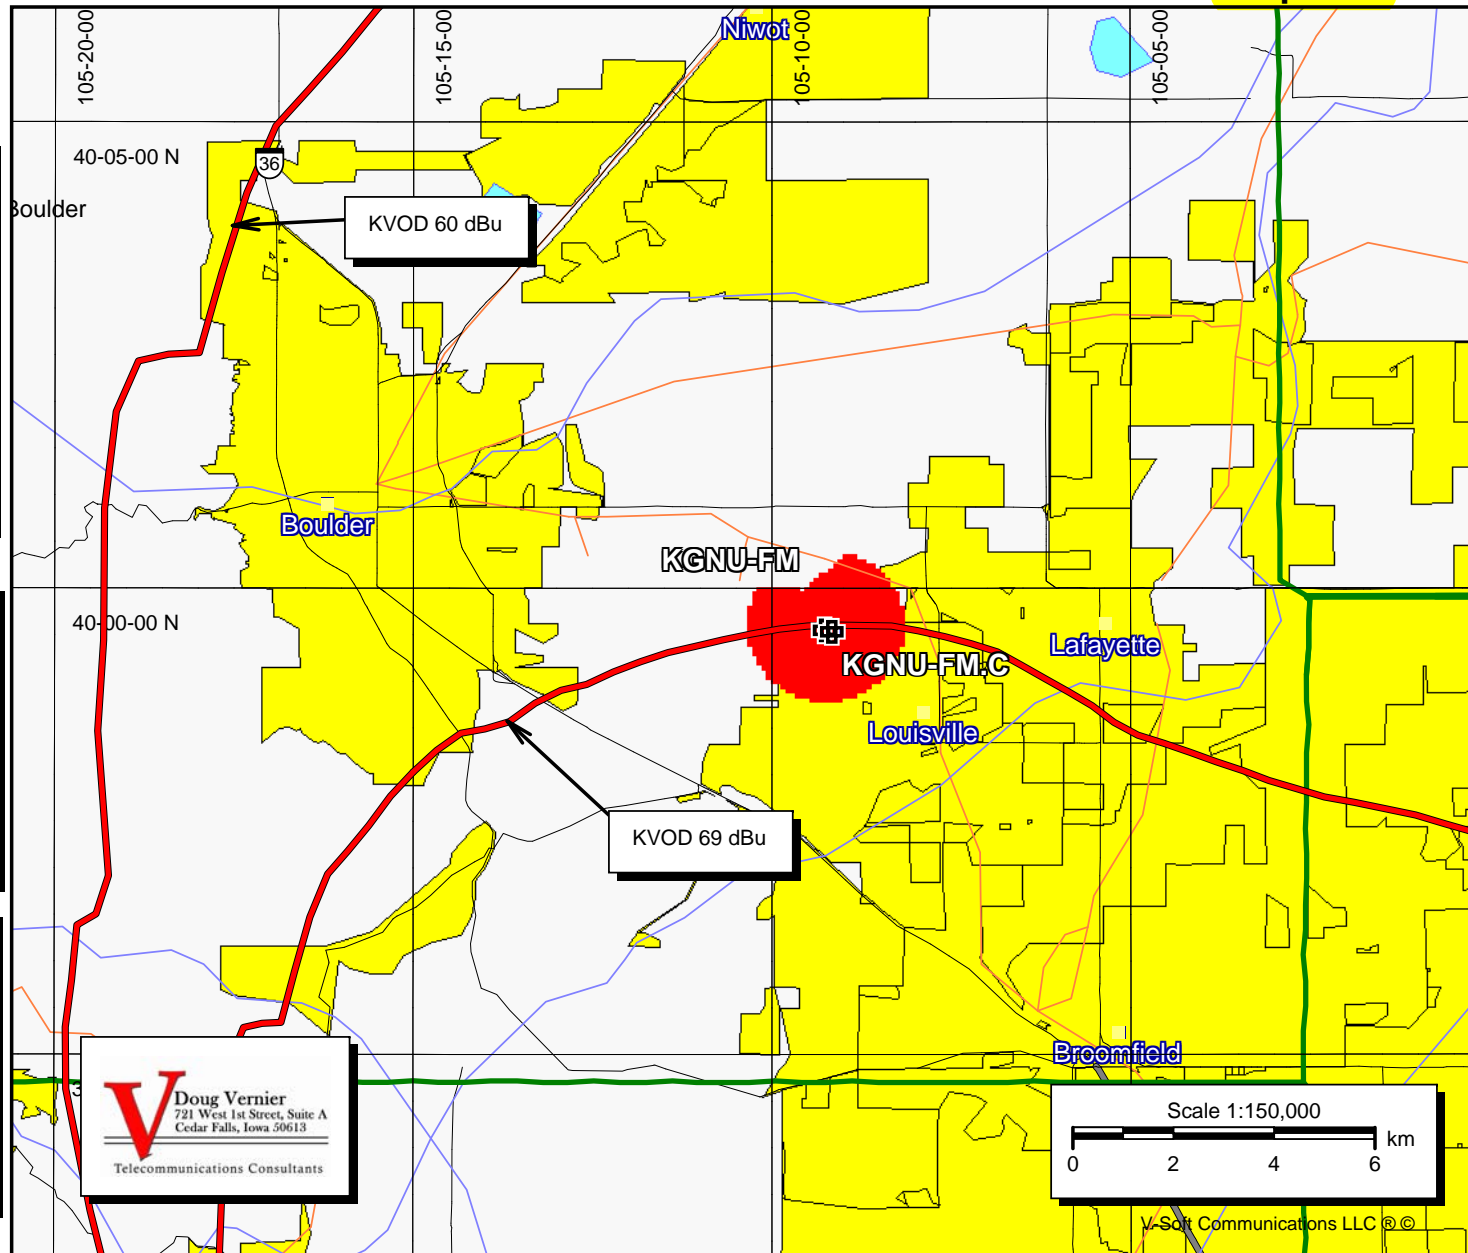 105-20-00
105-15-00
Niwot
105-10-00
105-05-00
40-05-00 N
36
Boulder
KVOD 60 dBu
Boulder
KGNU-FM
40-00-00 N
KGNU-FM.C
Lafayette
Louisville
KVOD 69 dBu
Broomfield
Doug Vernier
721 West 1st Street, Suite A
Cedar Falls, Iowa 50613
Telecommunications Consultants
Scale 1:150,000
km
0 2 4 6
V-Soft Communications LLC ® ©